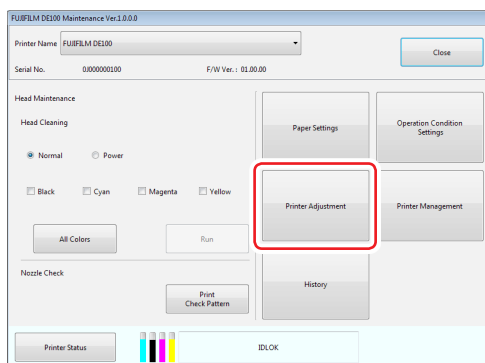 FUJIFILM DE100 Maintenance Ver.1.0.0.0
Printer Name FUJIFILM DE100
Close
Serial No. 0J000000100 F/W Ver. : 01.00.00
Head Maintenance
Head Cleaning
Normal Power
Black Cyan Magenta Yellow
All Colors Run
Nozzle Check
Print
Check Pattern
Paper Settings
Operation Condition
Settings
Printer Adjustment
Printer Management
History
Printer Status
IDLOK